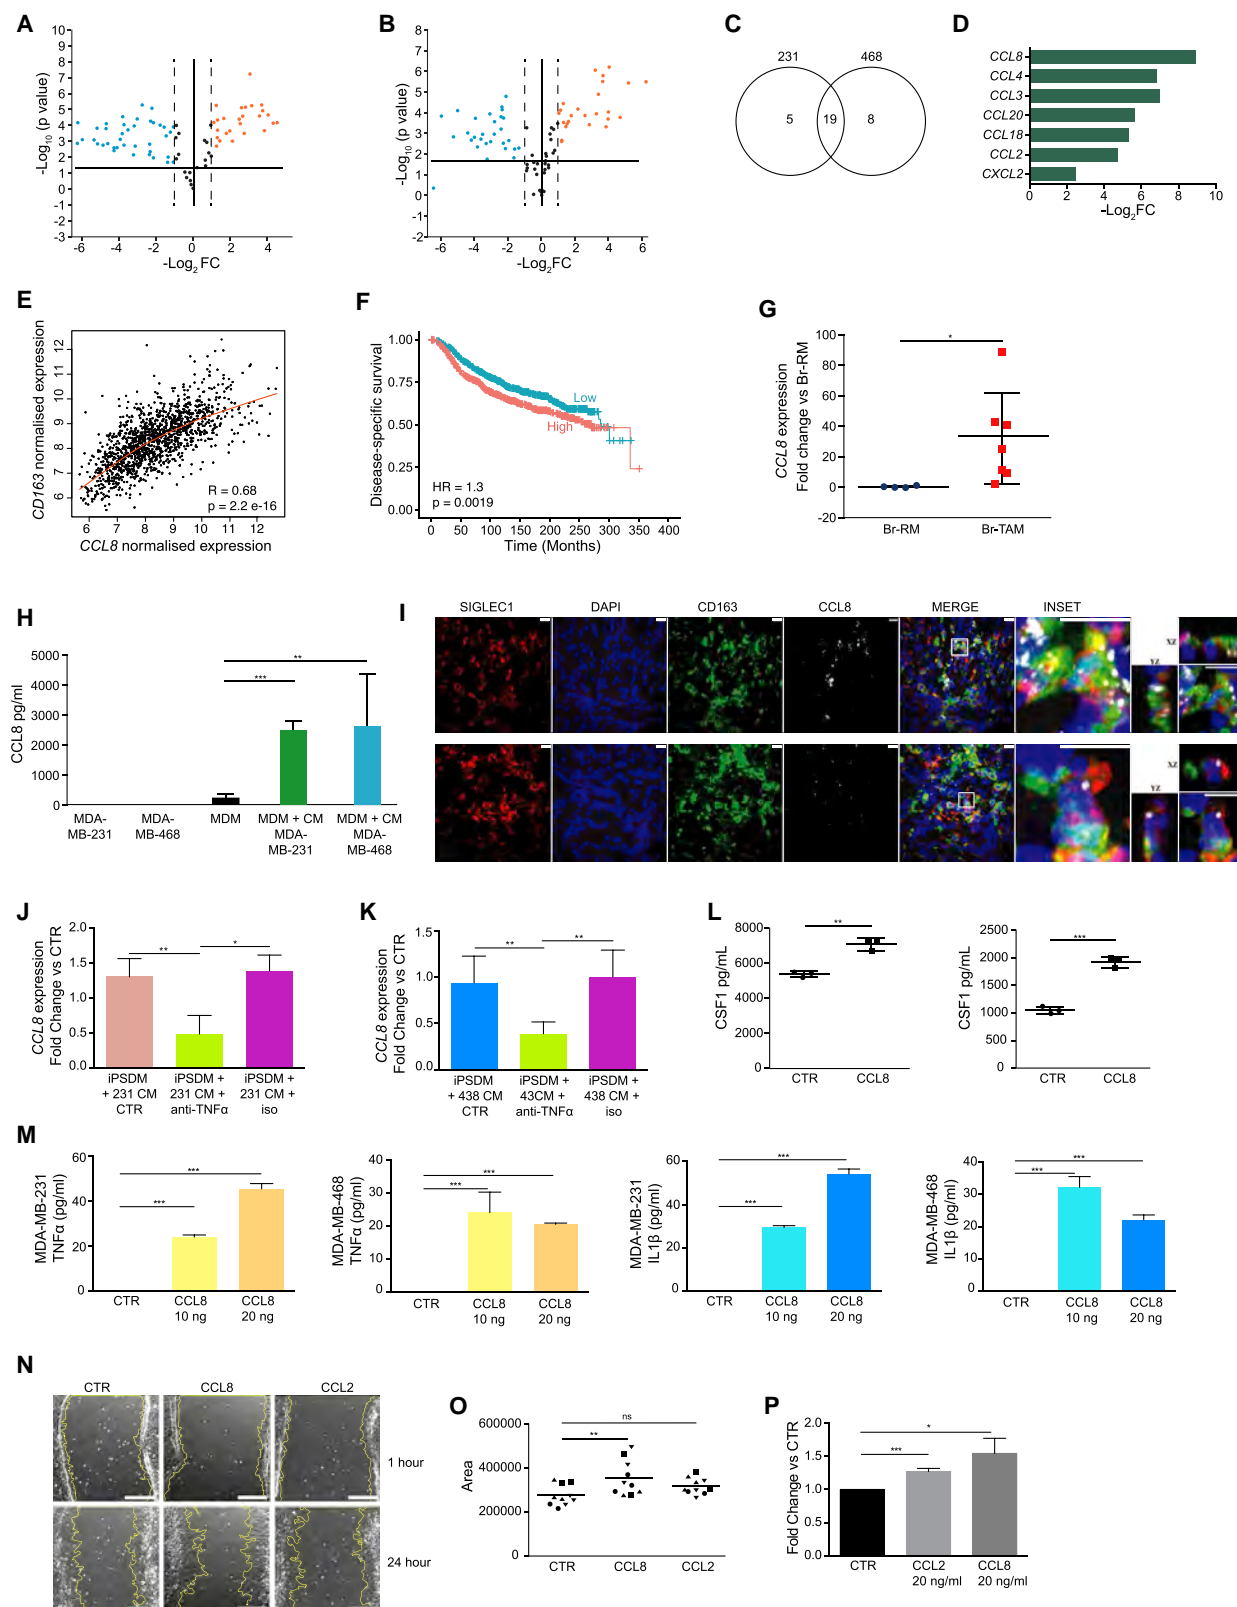 A
-Log10 (p value)
10
9
8
7
6
5
4
3
2
1
0
-1
-2
-3
-6
-4
-2
0
2
4
-Log2FC
B
-Log10 (p value)
8
7
6
5
4
3
2
1
0
-1
-2
-6
-4
-2
0
2
4
6
-Log2FC
C
231
468
5
19
8
D
CCL8
CCL4
CCL3
CCL20
CCL18
CCL2
CXCL2
0
2
4
6
8
10
-Log2FC
E
CD163 normalised expression
12
11
10
9
8
7
6
R = 0.68
p = 2.2 e-16
6
7
8
9
10
11
12
CCL8 normalised expression
F
Disease-specific survival
1.00
0.75
0.50
0.25
0.00
Low
High
HR = 1.3
p = 0.0019
0
50
100
150
200
250
300
350
400
Time (Months)
G
CCL8 expression
Fold change vs Br-RM
100
80
60
40
20
0
-20
*
Br-RM
Br-TAM
H
CCL8 pg/ml
5000
4000
3000
2000
1000
0
**
***
MDA-
MB-231
MDA-
MB-468
MDM
MDM + CM
MDA-
MB-231
MDM + CM
MDA-
MB-468
I
SIGLEC1
DAPI
CD163
CCL8
MERGE
INSET
XZ
YZ
XZ
YZ
J
CCL8 expression
Fold Change vs CTR
2.0
1.5
1.0
0.5
0.0
**
*
iPSDM
+ 231 CM
CTR
iPSDM +
231 CM
+anti-TNFα
iPSDM +
231 CM +
iso
K
CCL8 expression
Fold Change vs CTR
1.5
1.0
0.5
0.0
**
**
iPSDM
+ 438 CM
CTR
iPSDM +
43CM +
anti-TNFα
iPSDM +
438 CM +
iso
L
CSF1 pg/mL
8000
6000
4000
2000
0
**
CTR
CCL8
CSF1 pg/mL
2500
2000
1500
1000
500
0
***
CTR
CCL8
M
MDA-MB-231
TNFα (pg/ml)
60
40
20
0
***
***
CTR
CCL8
10 ng
CCL8
20 ng
MDA-MB-468
TNFα (pg/ml)
40
30
20
10
0
***
***
CTR
CCL8
10 ng
CCL8
20 ng
MDA-MB-231
IL1β (pg/ml)
60
40
20
0
***
***
CTR
CCL8
10 ng
CCL8
20 ng
MDA-MB-468
IL1β (pg/ml)
40
30
20
10
0
***
***
CTR
CCL8
10 ng
CCL8
20 ng
N
CTR
CCL8
CCL2
1 hour
24 hour
O
Area
600000
400000
200000
0
ns
**
CTR
CCL8
CCL2
P
Fold Change vs CTR
2.0
1.5
1.0
0.5
0.0
*
***
CTR
CCL2
20 ng/ml
CCL8
20 ng/ml